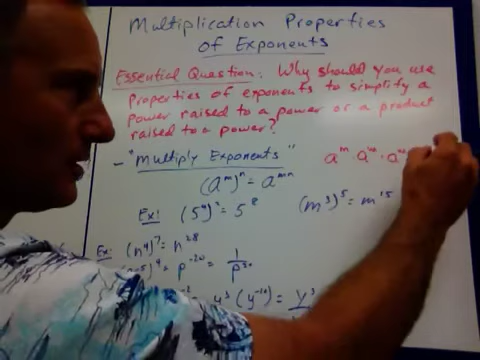 Multiplication Properties
of Exponents
Essential Question: Why should you use
Properties of exponents to simplify a
power raised to a power or a product
raised to a power?
- "Multiply Exponents"
a^m · a^m · a^m
(a^m)^n = a^mn
Ex: (5^4)^2 = 5^8
(m^3)^5 = m^15
Ex: (n^4)^7 = n^28
= p^-20 =
y^3 (y^-10) =